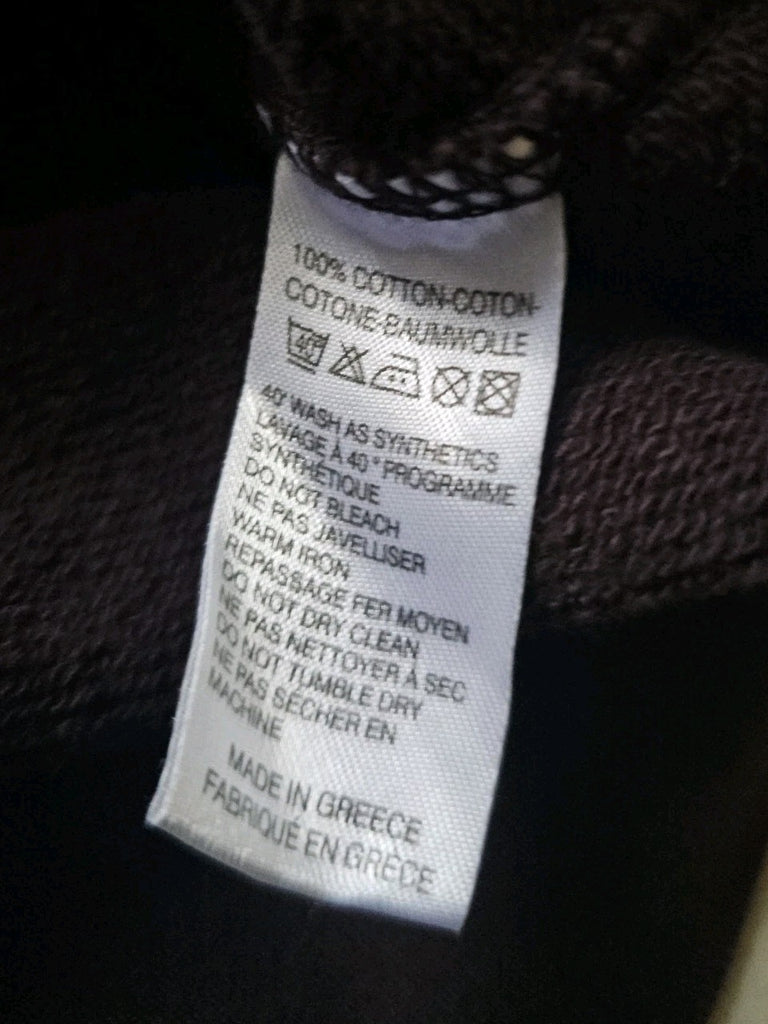 100% COTTON-COTON-
COTONE-BAUMWOLLE
40°
40° WASH AS SYNTHETICS
LAVAGE À 40° PROGRAMME
SYNTHÉTIQUE
DO NOT BLEACH
NE PAS JAVELLISER
WARM IRON
REPASSAGE FER MOYEN
DO NOT DRY CLEAN
NE PAS NETTOYER À SEC
DO NOT TUMBLE DRY
NE PAS SÉCHER EN
MACHINE
MADE IN GREECE
FABRIQUÉ EN GRÈCE